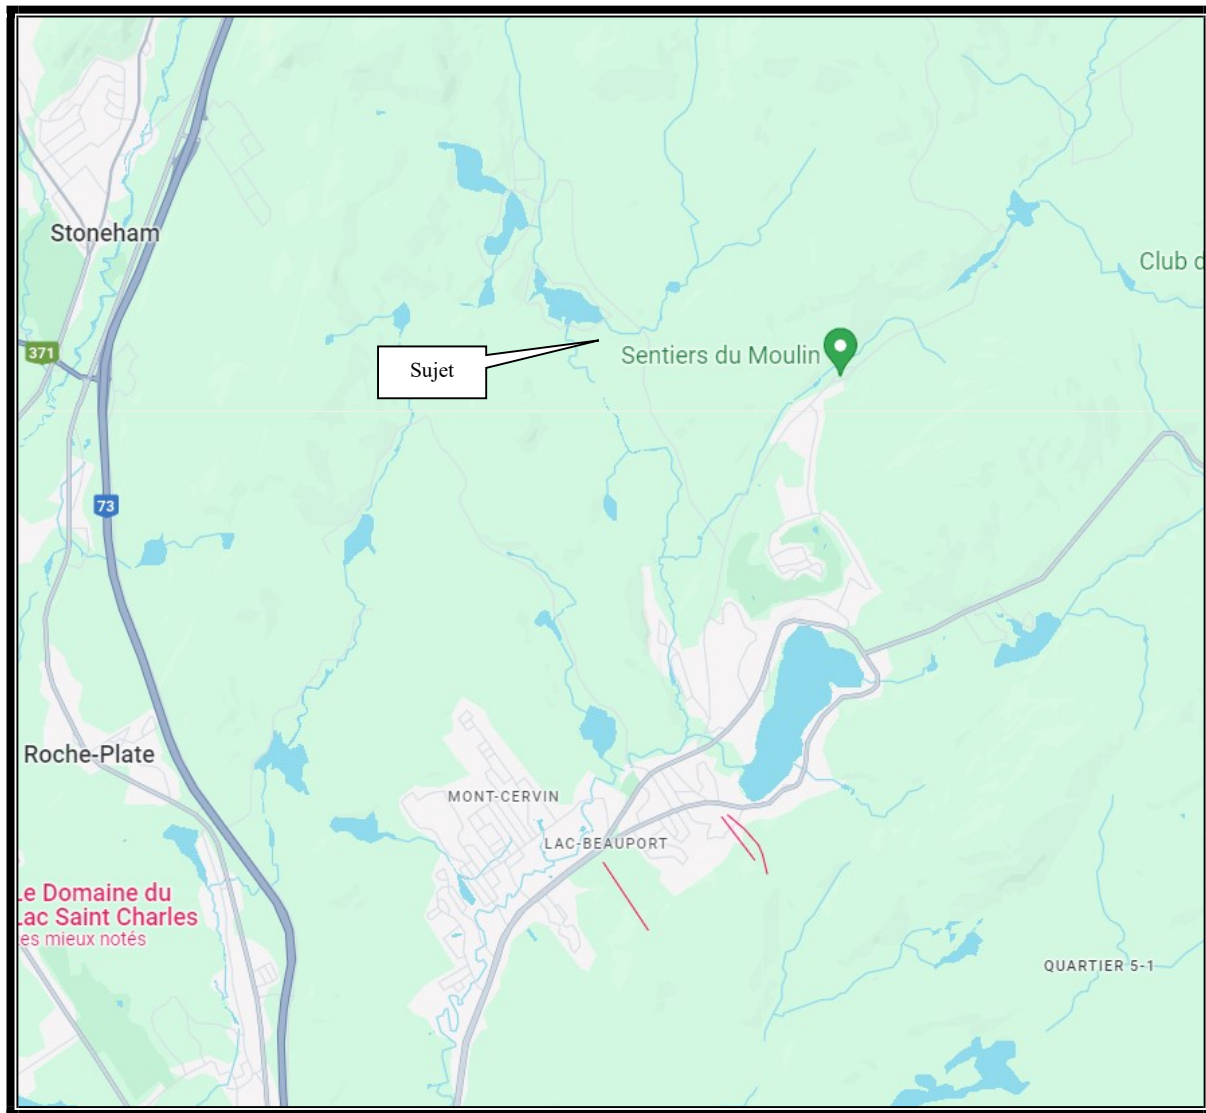 Stoneham
Club d
371
Sentiers du Moulin
Sujet
73
Roche-Plate
MONT-CERVIN
LAC-BEAUPORT
Le Domaine du
Lac Saint Charles
es mieux notés
QUARTIER 5-1